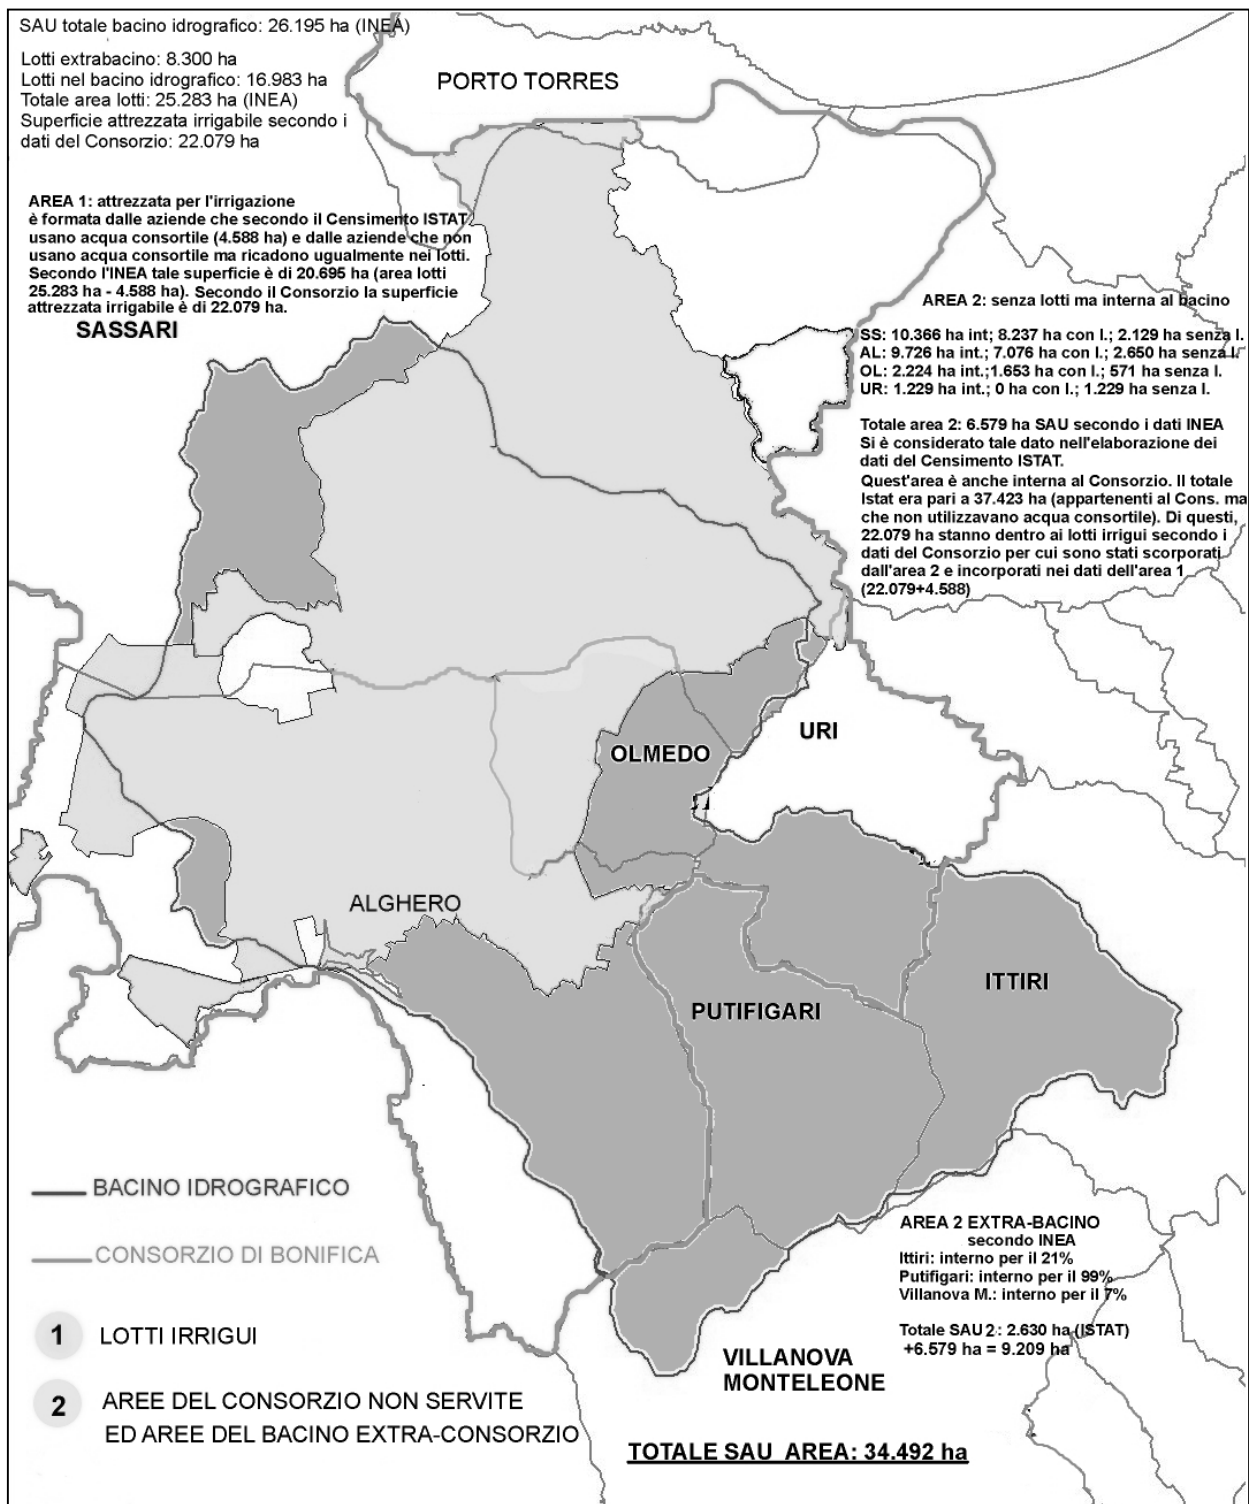 SAU totale bacino idrografico: 26.195 ha (INEA)
Lotti extrabacino: 8.300 ha
Lotti nel bacino idrografico: 16.983 ha
Totale area lotti: 25.283 ha (INEA)
Superficie attrezzata irrigabile secondo i
dati del Consorzio: 22.079 ha
PORTO TORRES
AREA 1: attrezzata per l'irrigazione
è formata dalle aziende che secondo il Censimento ISTAT
usano acqua consortile (4.588 ha) e dalle aziende che non
usano acqua consortile ma ricadono ugualmente nei lotti.
Secondo l'INEA tale superficie è di 20.695 ha (area lotti
25.283 ha - 4.588 ha). Secondo il Consorzio la superficie
attrezzata irrigabile è di 22.079 ha.
SASSARI
AREA 2: senza lotti ma interna al bacino
SS: 10.366 ha int; 8.237 ha con l.; 2.129 ha senza l.
AL: 9.726 ha int.; 7.076 ha con l.; 2.650 ha senza l.
OL: 2.224 ha int.;1.653 ha con l.; 571 ha senza l.
UR: 1.229 ha int.; 0 ha con l.; 1.229 ha senza l.
Totale area 2: 6.579 ha SAU secondo i dati INEA
Si è considerato tale dato nell'elaborazione dei
dati del Censimento ISTAT.
Quest'area è anche interna al Consorzio. Il totale
Istat era pari a 37.423 ha (appartenenti al Cons. ma
che non utilizzavano acqua consortile). Di questi,
22.079 ha stanno dentro ai lotti irrigui secondo i
dati del Consorzio per cui sono stati scorporati
dall'area 2 e incorporati nei dati dell'area 1
(22.079+4.588)
OLMEDO
URI
ALGHERO
PUTIFIGARI
ITTIRI
BACINO IDROGRAFICO
CONSORZIO DI BONIFICA
1 LOTTI IRRIGUI
2 AREE DEL CONSORZIO NON SERVITE
ED AREE DEL BACINO EXTRA-CONSORZIO
AREA 2 EXTRA-BACINO
secondo INEA
Ittiri: interno per il 21%
Putifigari: interno per il 99%
Villanova M.: interno per il 7%
Totale SAU 2: 2.630 ha (ISTAT)
+6.579 ha = 9.209 ha
VILLANOVA
MONTELEONE
TOTALE SAU AREA: 34.492 ha